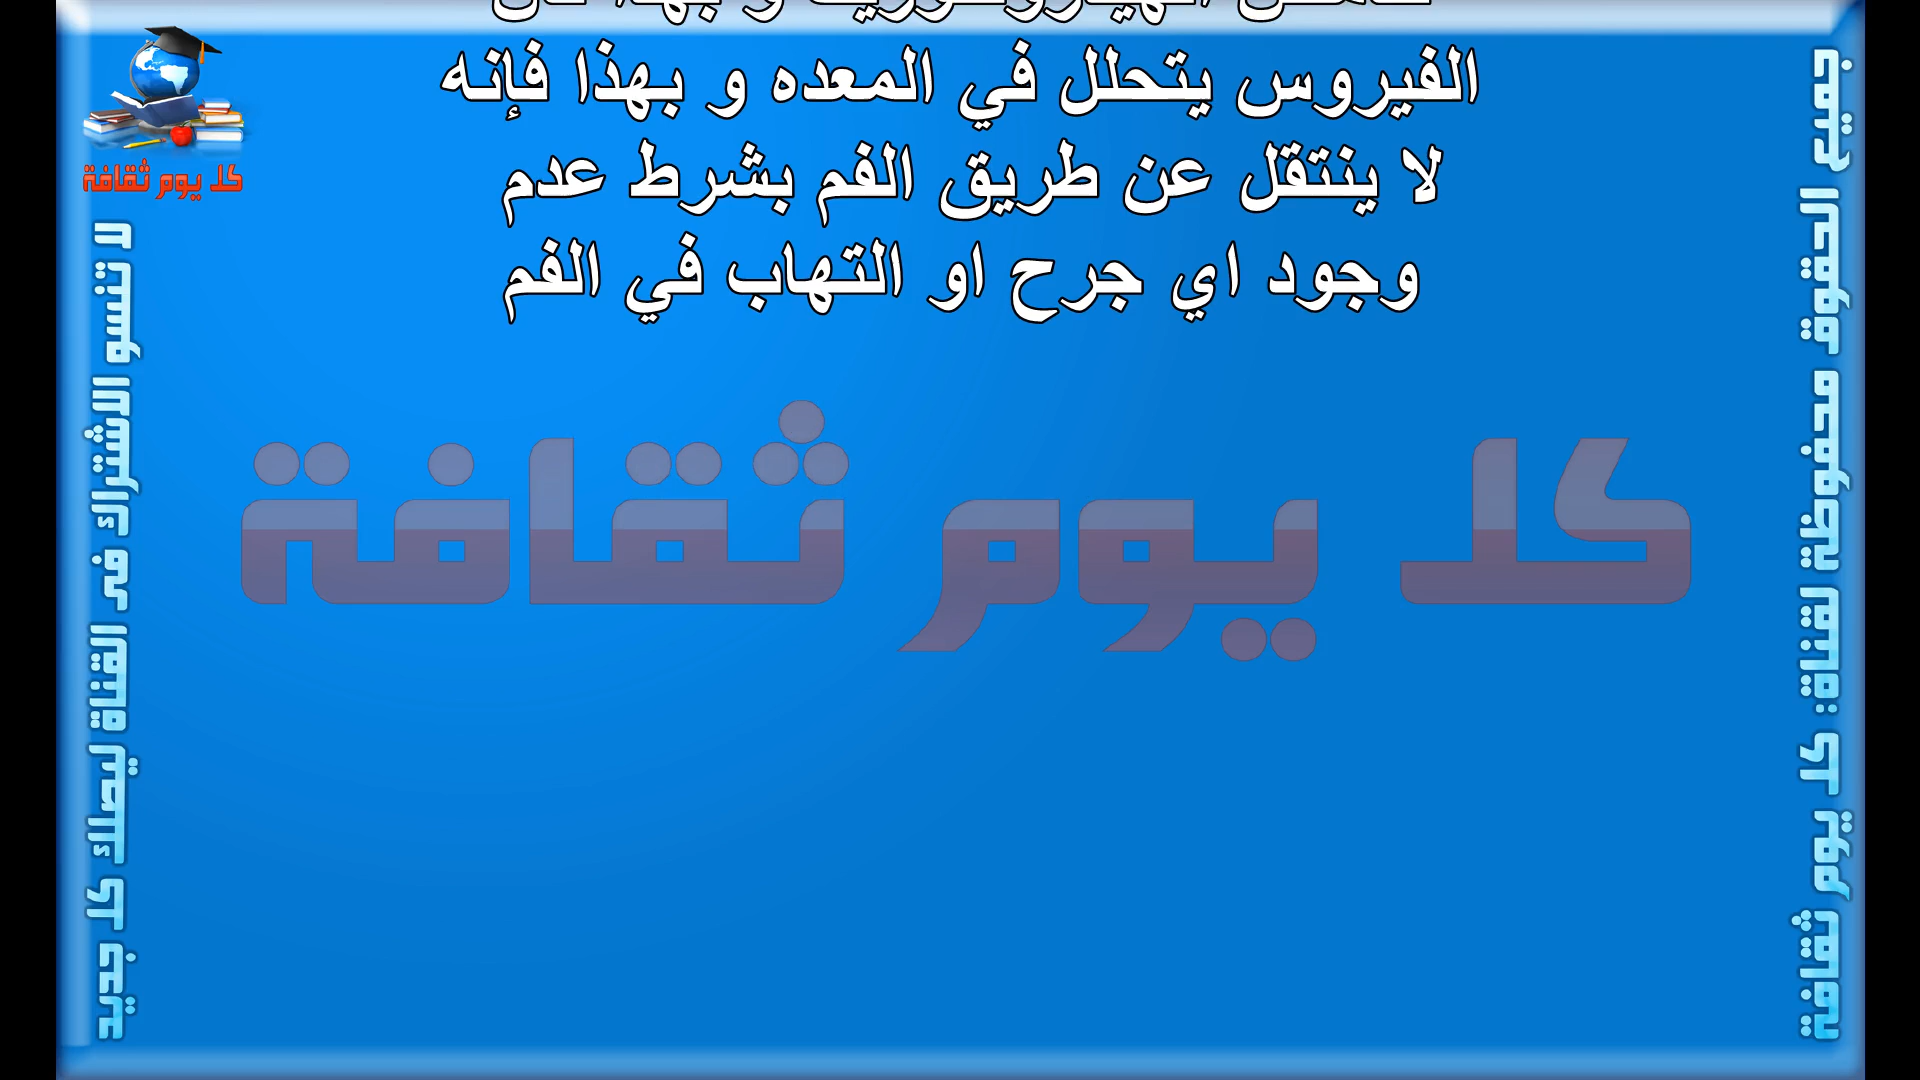 الفيروس يتحلل في المعده و بهذا فإنه
لا ينتقل عن طريق الفم بشرط عدم
وجود اي جرح او التهاب في الفم
كل يوم ثقافة
كل يوم ثقافة
لا تنسو الاشتراك فى القناة ليصلك كل جديد
جميع الحقوق محفوظة لقناة: كل يوم ثقافة